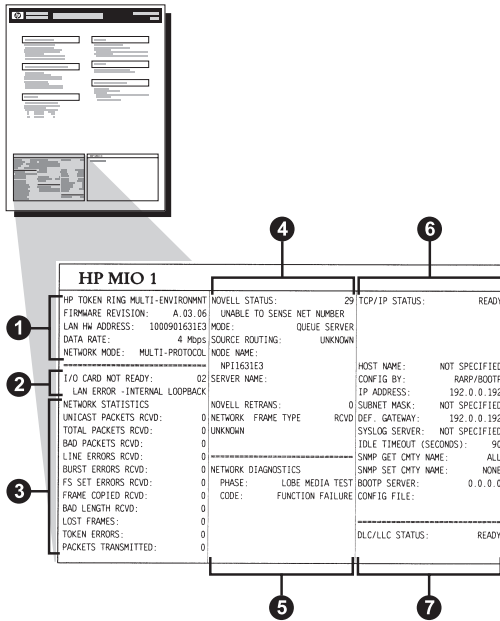 hp
4
6
HP MIO 1
HP TOKEN RING MULTI-ENVIRONMNT
FIRMWARE REVISION: A.03.06
LAN HW ADDRESS: 1000901631E3
DATA RATE: 4 Mbps
NETWORK MODE: MULTI-PROTOCOL
1
I/O CARD NOT READY: 02
LAN ERROR -INTERNAL LOOPBACK
2
NETWORK STATISTICS
UNICAST PACKETS RCVD: 0
TOTAL PACKETS RCVD: 0
BAD PACKETS RCVD: 0
LINE ERRORS RCVD: 0
BURST ERRORS RCVD: 0
FS SET ERRORS RCVD: 0
FRAME COPIED RCVD: 0
BAD LENGTH RCVD: 0
LOST FRAMES: 0
TOKEN ERRORS: 0
PACKETS TRANSMITTED: 0
3
NOVELL STATUS: 29
UNABLE TO SENSE NET NUMBER
MODE: QUEUE SERVER
SOURCE ROUTING: UNKNOWN
NODE NAME:
NPI1631E3
SERVER NAME:
NOVELL RETRANS: 0
NETWORK FRAME TYPE RCVD
UNKNOWN
NETWORK DIAGNOSTICS
PHASE: LOBE MEDIA TEST
CODE: FUNCTION FAILURE
5
TCP/IP STATUS: READY
HOST NAME: NOT SPECIFIED
CONFIG BY: RARP/BOOTP
IP ADDRESS: 192.0.0.192
SUBNET MASK: NOT SPECIFIED
DEF. GATEWAY: 192.0.0.192
SYSLOG SERVER: NOT SPECIFIED
IDLE TIMEOUT (SECONDS): 90
SNMP GET CMTY NAME: ALL
SNMP SET CMTY NAME: NONE
BOOTP SERVER: 0.0.0.0
CONFIG FILE:
DLC/LLC STATUS: READY
7